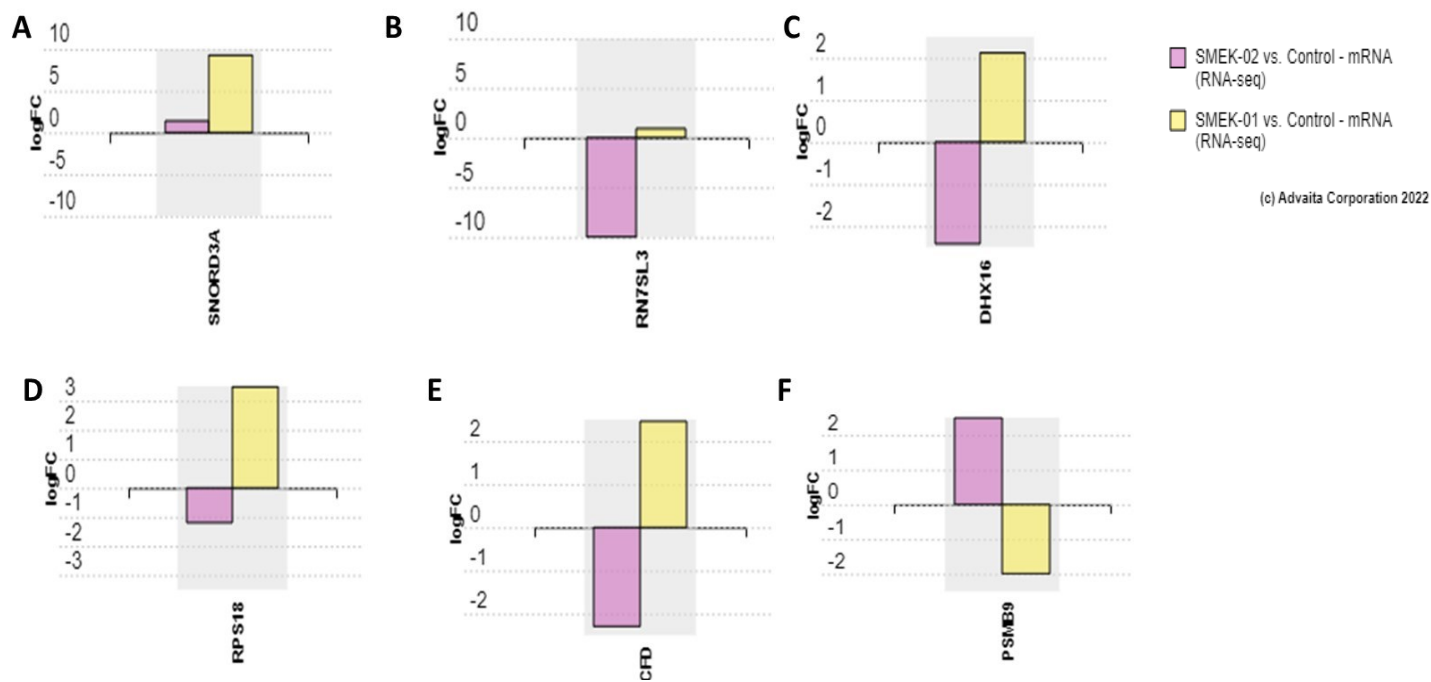 A
10
5
0
-5
-10
logFC
SNORD3A
B
10
5
0
-5
-10
logFC
RN7SL3
C
2
1
0
-1
-2
logFC
DHX16
SMEK-02 vs. Control - mRNA
(RNA-seq)
SMEK-01 vs. Control - mRNA
(RNA-seq)
(c) Advaita Corporation 2022
D
3
2
1
0
-1
-2
-3
logFC
RPS18
E
2
1
0
-1
-2
logFC
CFD
F
2
1
0
-1
-2
logFC
PSMB9